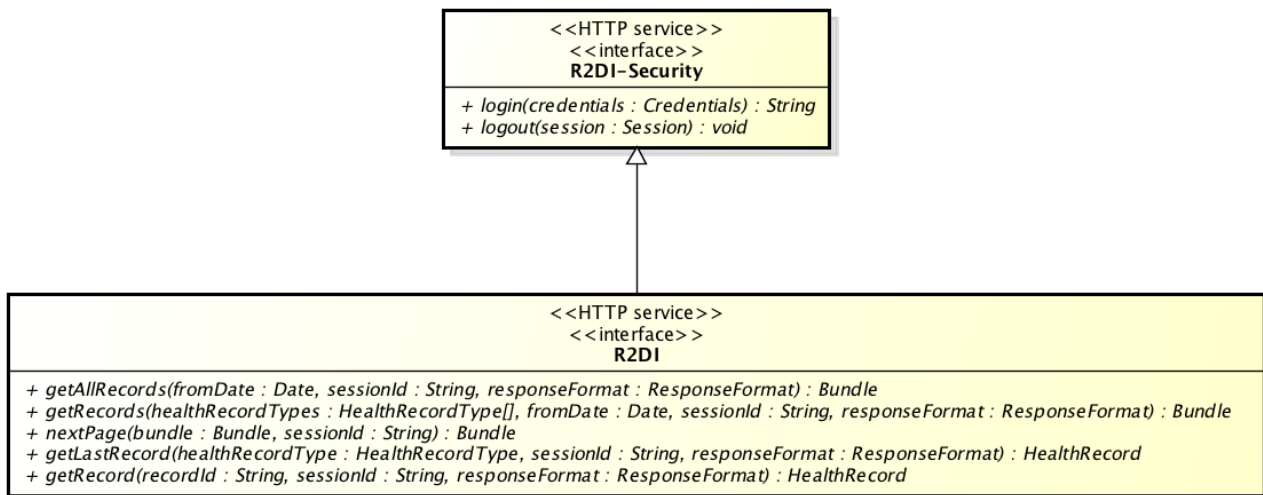 <<HTTP service>>
<<interface>>
R2DI-Security
+ login(credentials : Credentials) : String
+ logout(session : Session) : void
<<HTTP service>>
<<interface>>
R2DI
+ getAllRecords(fromDate : Date, sessionId : String, responseFormat : ResponseFormat) : Bundle
+ getRecords(healthRecordTypes : HealthRecordType[], fromDate : Date, sessionId : String, responseFormat : ResponseFormat) : Bundle
+ nextPage(bundle : Bundle, sessionId : String) : Bundle
+ getLastRecord(healthRecordType : HealthRecordType, sessionId : String, responseFormat : ResponseFormat) : HealthRecord
+ getRecord(recordId : String, sessionId : String, responseFormat : ResponseFormat) : HealthRecord